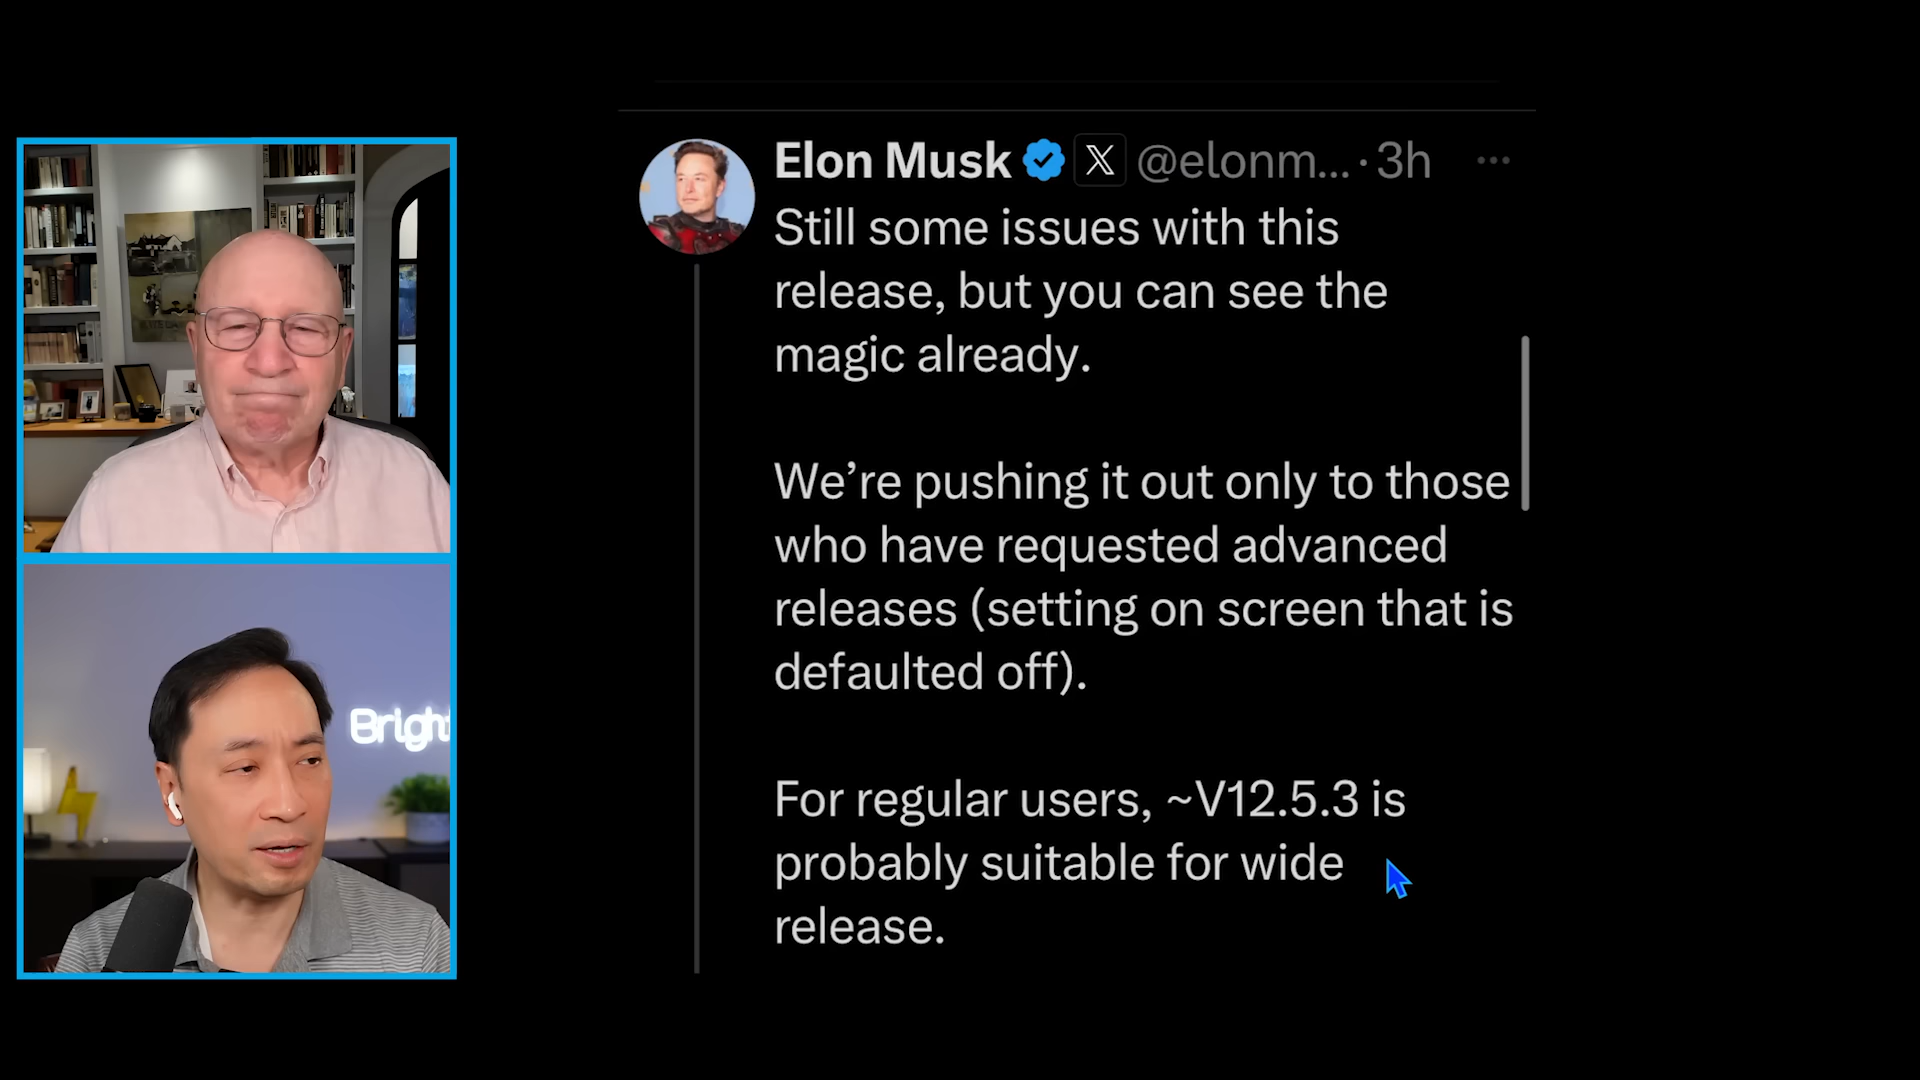 Elon Musk X @elonm... · 3h ...
Still some issues with this
release, but you can see the
magic already.
We’re pushing it out only to those
who have requested advanced
releases (setting on screen that is
defaulted off).
For regular users, ~V12.5.3 is
probably suitable for wide
release.
Bright